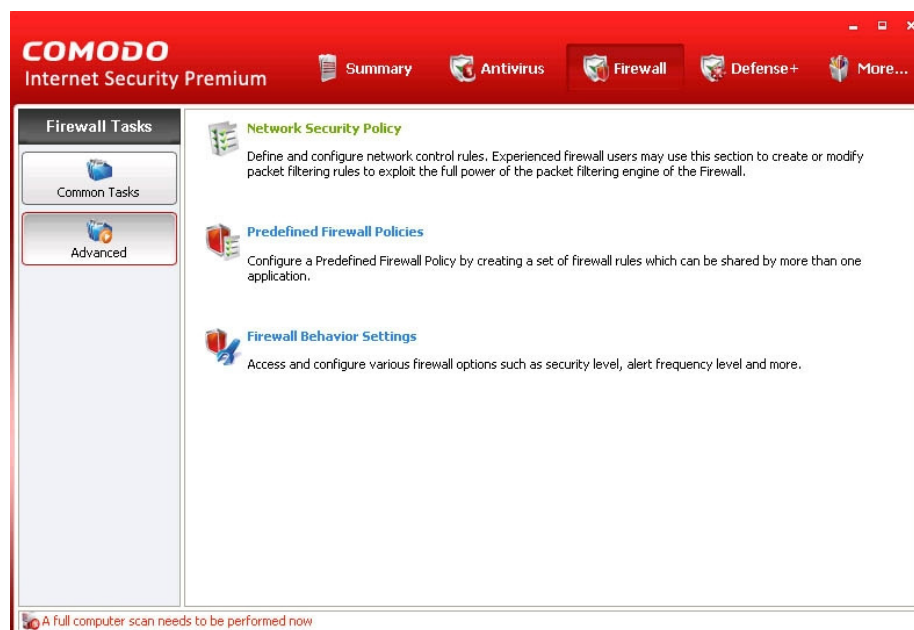 COMODO
Internet Security Premium
Summary
Antivirus
Firewall
Defense+
More...
Firewall Tasks
Common Tasks
Advanced
Network Security Policy
Define and configure network control rules. Experienced firewall users may use this section to create or modify
packet filtering rules to exploit the full power of the packet filtering engine of the Firewall.
Predefined Firewall Policies
Configure a Predefined Firewall Policy by creating a set of firewall rules which can be shared by more than one
application.
Firewall Behavior Settings
Access and configure various firewall options such as security level, alert frequency level and more.
A full computer scan needs to be performed now